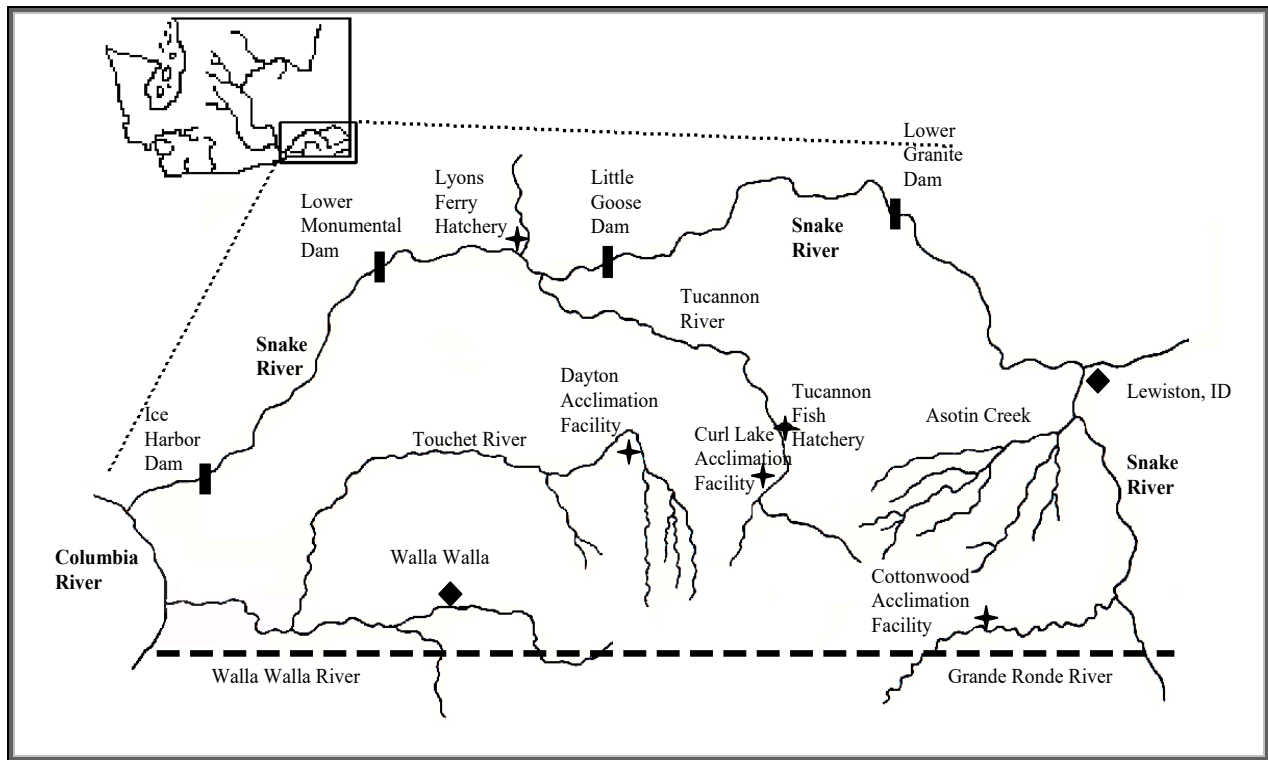 Lower
Granite
Dam
Lyons
Ferry
Hatchery
Little
Goose
Dam
Lower
Monumental
Dam
Snake
River
Tucannon
River
Snake
River
Dayton
Acclimation
Facility
Tucannon
Fish
Hatchery
Lewiston, ID
Ice
Harbor
Dam
Touchet River
Curl Lake
Acclimation
Facility
Asotin Creek
Snake
River
Columbia
River
Walla Walla
Cottonwood
Acclimation
Facility
Walla Walla River
Grande Ronde River